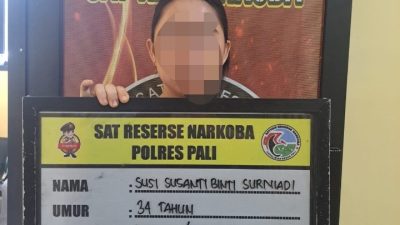 SAT RESERSE NARKOBA
POLRES PALI
NAMA : SUSI SUSANTI BINTI SURNIADI
UMUR : 34 TAHUN